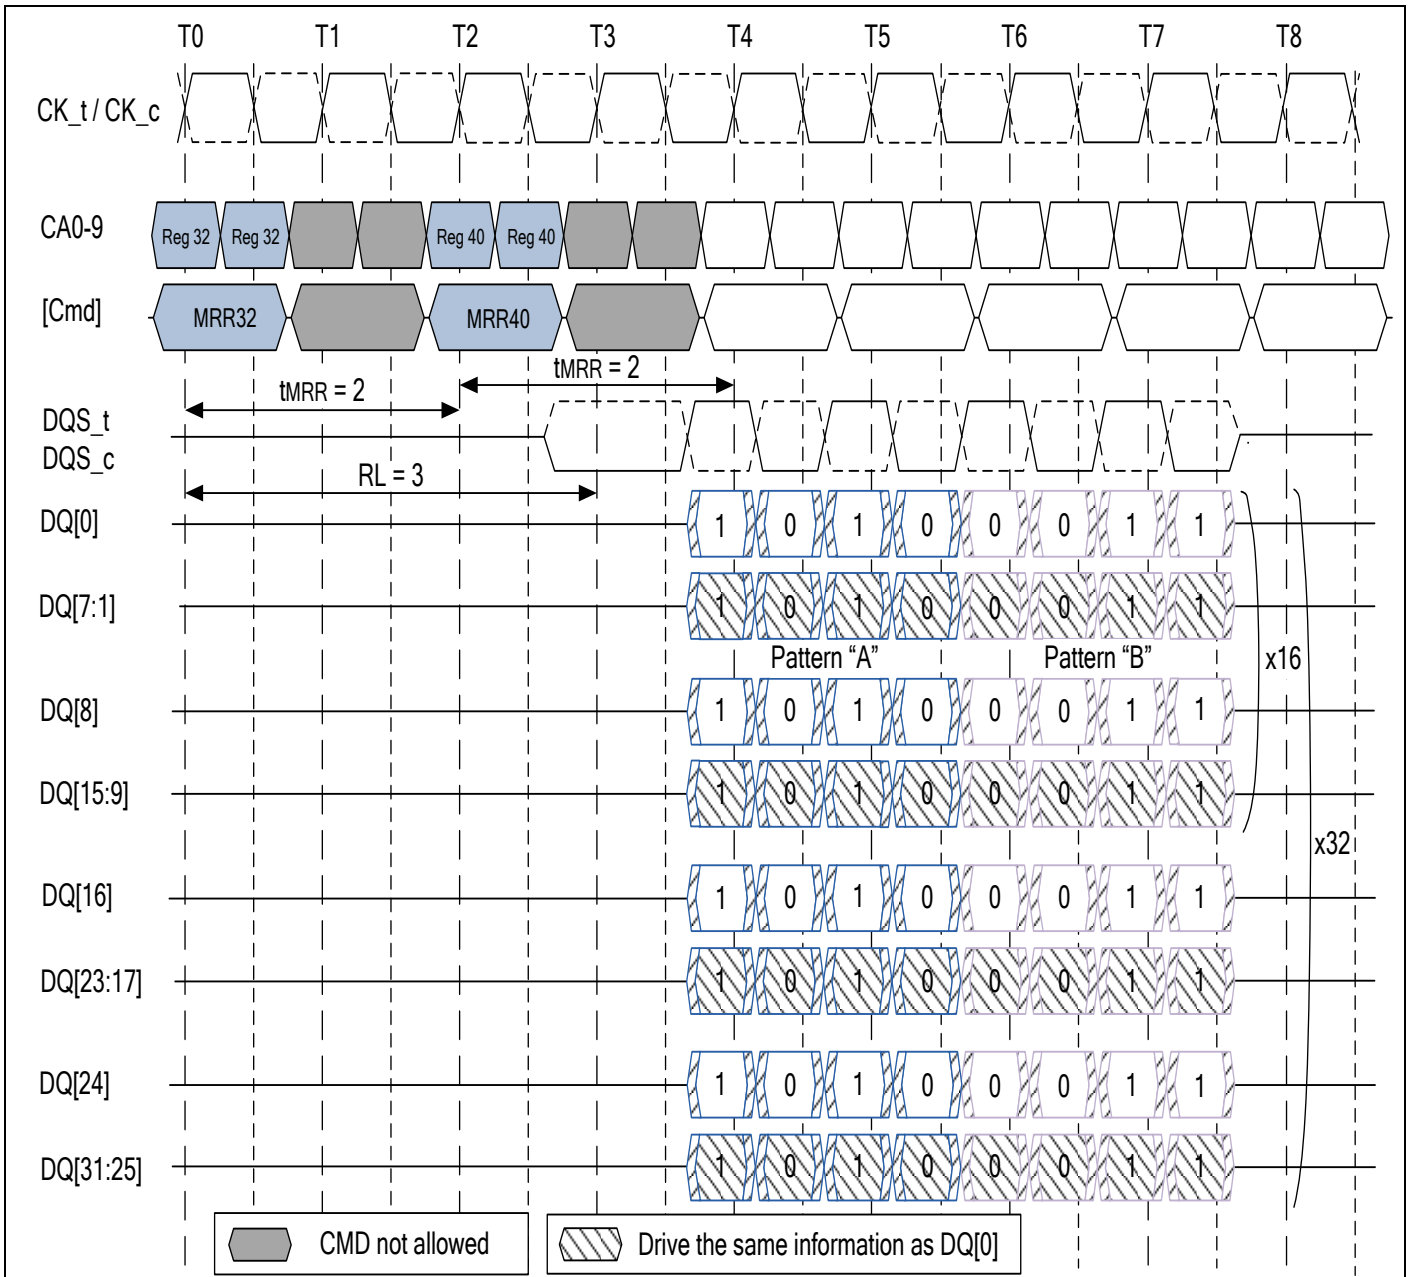 T0 T1 T2 T3 T4 T5 T6 T7 T8
CK_t / CK_c
CA0-9 Reg 32 Reg 32 Reg 40 Reg 40
[Cmd] MRR32 MRR40
tMRR = 2 tMRR = 2
DQS_t
DQS_c
RL = 3
DQ[0] 1 0 1 0 0 0 1 1
DQ[7:1] 1 0 1 0 0 0 1 1
Pattern “A” Pattern “B” x16
DQ[8] 1 0 1 0 0 0 1 1
DQ[15:9] 1 0 1 0 0 0 1 1
x32
DQ[16] 1 0 1 0 0 0 1 1
DQ[23:17] 1 0 1 0 0 0 1 1
DQ[24] 1 0 1 0 0 0 1 1
DQ[31:25] 1 0 1 0 0 0 1 1
CMD not allowed Drive the same information as DQ[0]